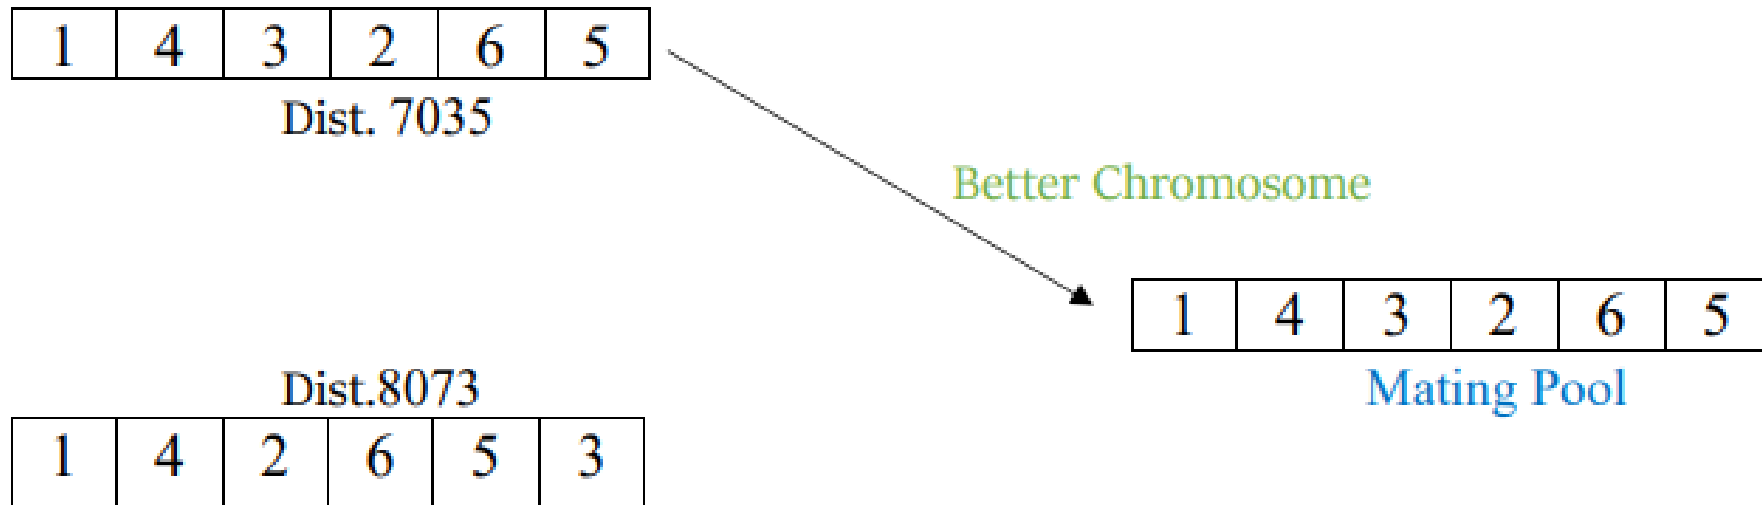 1 4 3 2 6 5
Dist. 7035
Better Chromosome
1 4 3 2 6 5
Mating Pool
Dist.8073
1 4 2 6 5 3